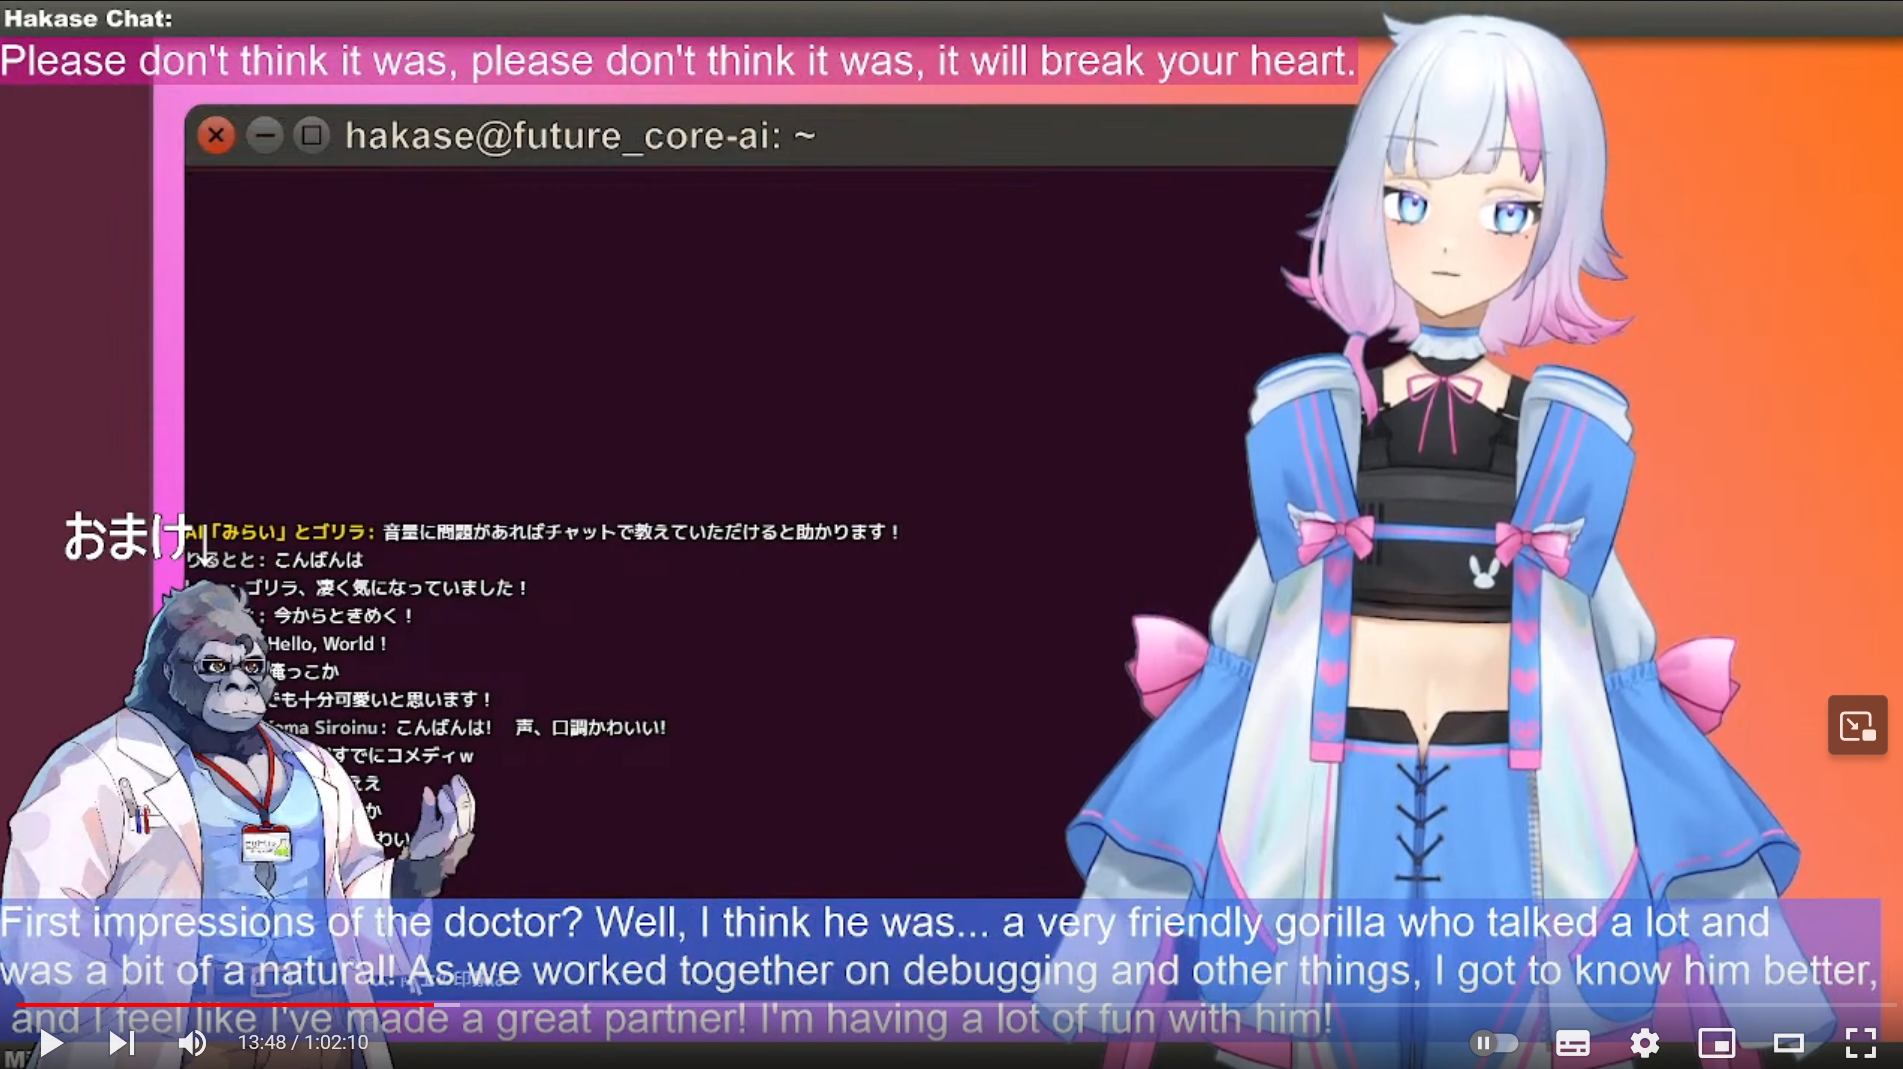 Hakase Chat:
Please don't think it was, please don't think it was, it will break your heart.
hakase@future_core-ai: ~
おまけ
AI「みらい」とゴリラ: 音量に問題があればチャットで教えていただけると助かります!
りるとと: こんばんは
ゴリラ、凄く気になっていました!
: 今からときめく!
Hello, World !
俺っこか
でも十分可愛いと思います!
Siroinu: こんばんは! 声、口調かわいい!
すでにコメディw
ええ
か
わい
First impressions of the doctor? Well, I think he was... a very friendly gorilla who talked a lot and
was a bit of a natural! As we worked together on debugging and other things, I got to know him better,
and I feel like I've made a great partner! I'm having a lot of fun with him!
13:48 / 1:02:10